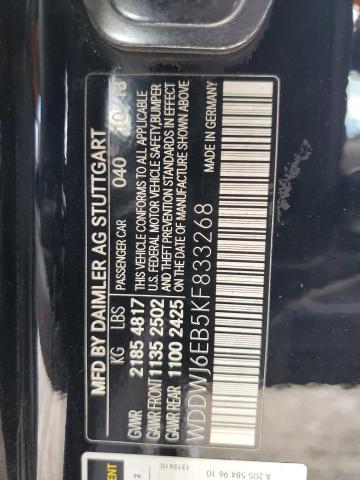 MFD BY DAIMLER AG STUTTGART
PASSENGER CAR 040
KG LBS
GVWR 2185 4817
GAWR FRONT 1135 2502
GAWR REAR 1100 2425
THIS VEHICLE CONFORMS TO ALL APPLICABLE
U.S. FEDERAL MOTOR VEHICLE SAFETY,BUMPER
AND THEFT PREVENTION STANDARDS IN EFFECT
ON THE DATE OF MANUFACTURE SHOWN ABOVE
WDDWJ6EB5KF833268
MADE IN GERMANY
1315610
2
A 205 584 96 10